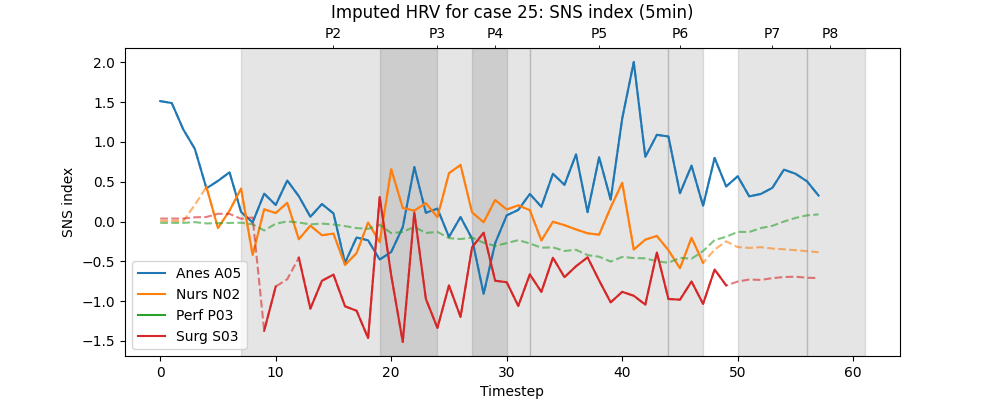 Imputed HRV for case 25: SNS index (5min)
P2 P3 P4 P5 P6 P7 P8
SNS index
2.0
1.5
1.0
0.5
0.0
−0.5
−1.0
−1.5
Anes A05
Nurs N02
Perf P03
Surg S03
0 10 20 30 40 50 60
Timestep